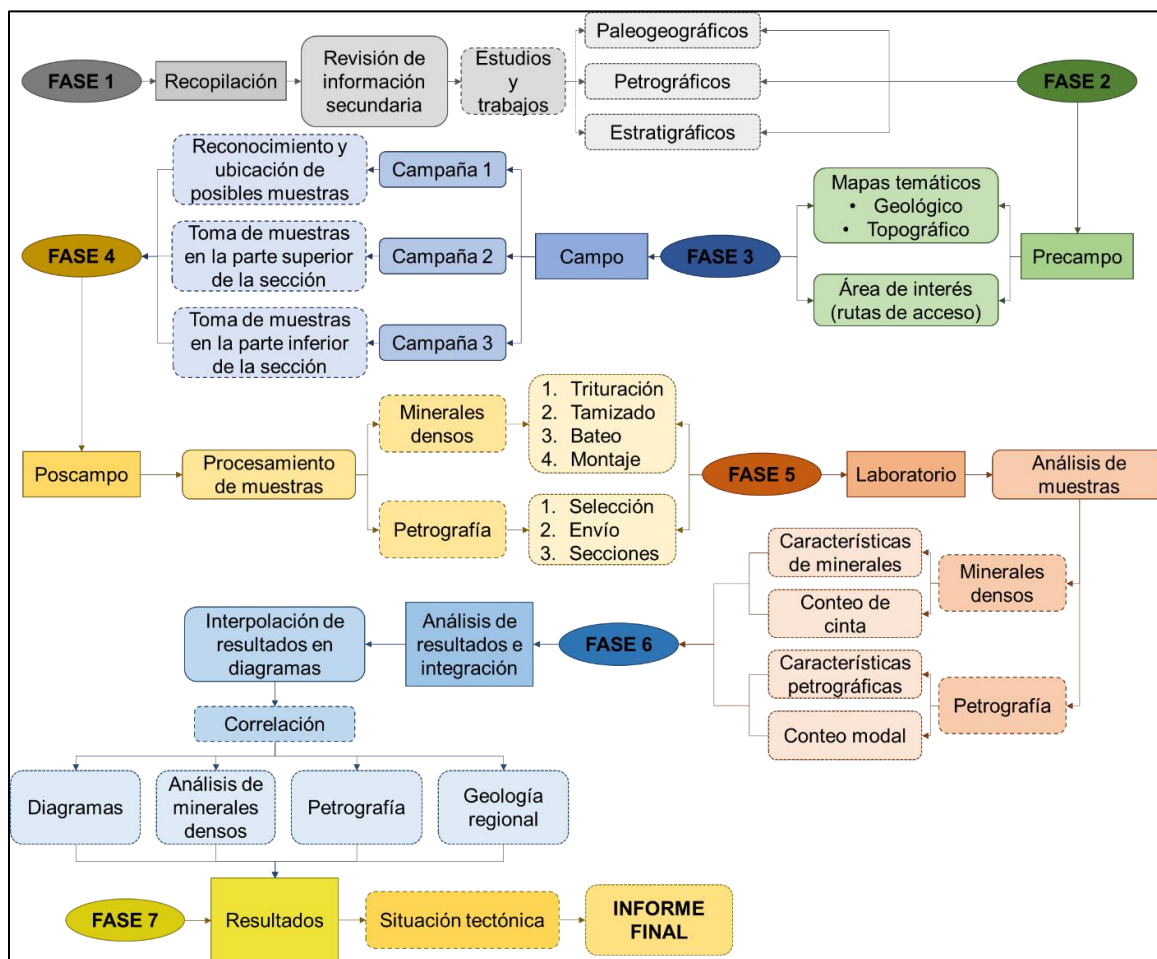 FASE 1
Recopilación
Revisión de
información
secundaria
Estudios
y
trabajos
Paleogeográficos
Petrográficos
Estratigráficos
FASE 2
Precampo
Mapas temáticos
• Geológico
• Topográfico
Área de interés
(rutas de acceso)
FASE 3
Campo
Campaña 1
Campaña 2
Campaña 3
Reconocimiento y
ubicación de
posibles muestras
Toma de muestras
en la parte superior
de la sección
Toma de muestras
en la parte inferior
de la sección
FASE 4
Poscampo
Procesamiento
de muestras
Minerales
densos
Petrografía
1. Trituración
2. Tamizado
3. Bateo
4. Montaje
1. Selección
2. Envío
3. Secciones
FASE 5
Laboratorio
Análisis de
muestras
Minerales
densos
Petrografía
Características
de minerales
Conteo de
cinta
Características
petrográficas
Conteo modal
FASE 6
Análisis de
resultados e
integración
Interpolación de
resultados en
diagramas
Correlación
Diagramas
Análisis de
minerales
densos
Petrografía
Geología
regional
FASE 7
Resultados
Situación tectónica
INFORME
FINAL